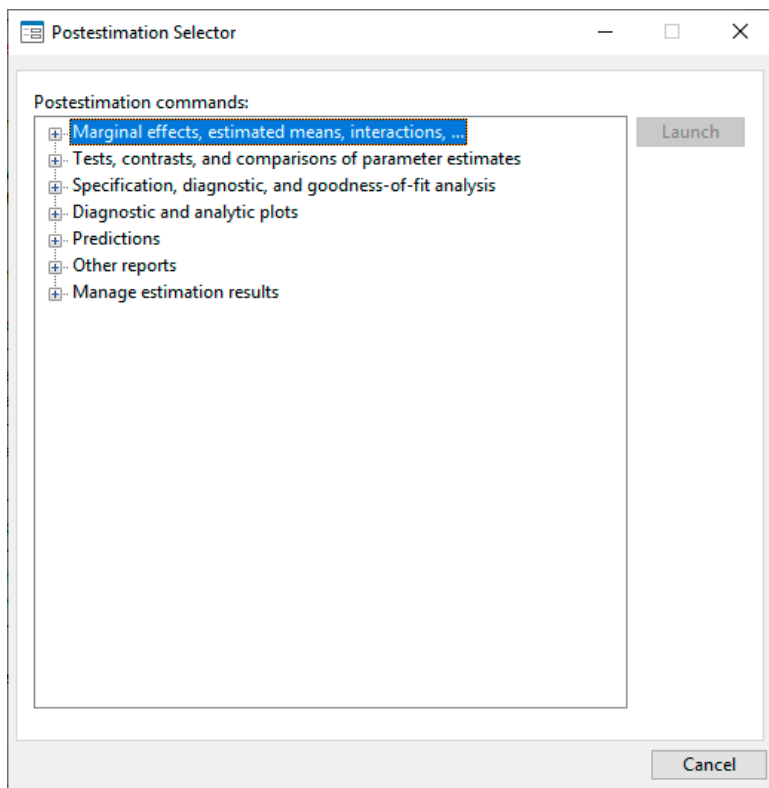 Postestimation Selector
Postestimation commands:
Marginal effects, estimated means, interactions, ...
Launch
Tests, contrasts, and comparisons of parameter estimates
Specification, diagnostic, and goodness-of-fit analysis
Diagnostic and analytic plots
Predictions
Other reports
Manage estimation results
Cancel